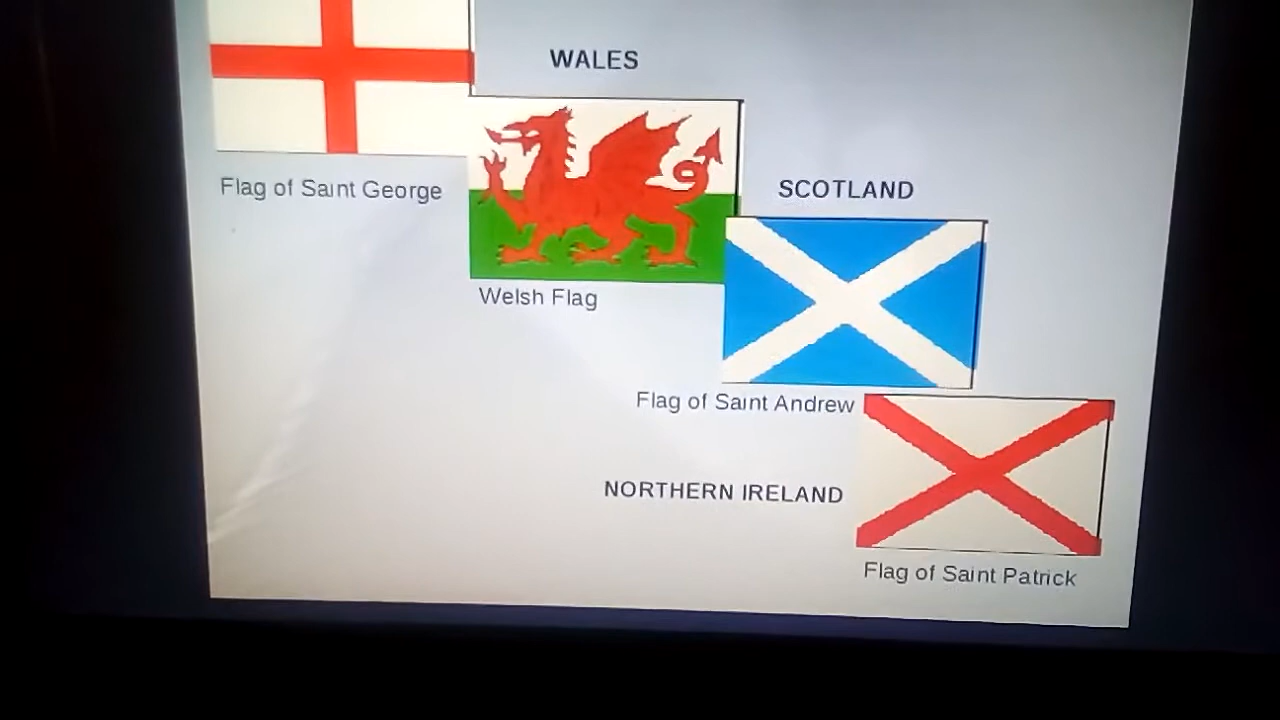 WALES
Flag of Saint George
SCOTLAND
Welsh Flag
Flag of Saint Andrew
NORTHERN IRELAND
Flag of Saint Patrick